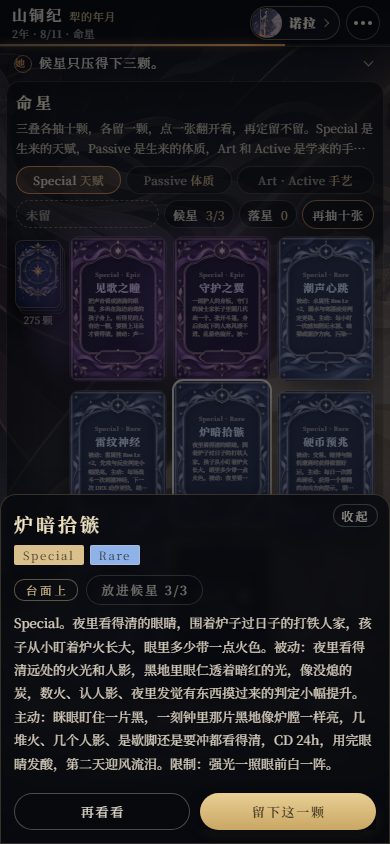 山铜纪 犁的年月
2年 · 8/11 · 命星
诺拉
候星只压得下三颗。
命星
三叠各抽十颗，各留一颗，点一张翻开看，再定留不留。Special 是
生来的天赋，Passive 是生来的体质，Art 和 Active 是学来的手…
Special 天赋
Passive 体质
Art · Active 手艺
未留
候星 3/3
落星 0
再抽十张
275 颗
Special · Epic
见歌之瞳
Special · Epic
守护之翼
Special · Rare
潮声心跳
Special · Rare
雷纹神经
Special · Rare
炉暗拾镞
Special · Rare
硬币预兆
炉暗拾镞
收起
Special
Rare
台面上
放进候星 3/3
Special。夜里看得清的眼睛，围着炉子过日子的打铁人家，孩
子从小盯着炉火长大，眼里多少带一点火色。被动：夜里看得
清远处的火光和人影，黑地里眼仁透着暗红的光，像没熄的
炭，数火、认人影、夜里发觉有东西摸过来的判定小幅提升。
主动：眯眼盯住一片黑，一刻钟里那片黑地像炉膛一样亮，几
堆火、几个人影、是歇脚还是要冲都看得清，CD 24h，用完眼
睛发酸，第二天迎风流泪。限制：强光一照眼前白一阵。
再看看
留下这一颗